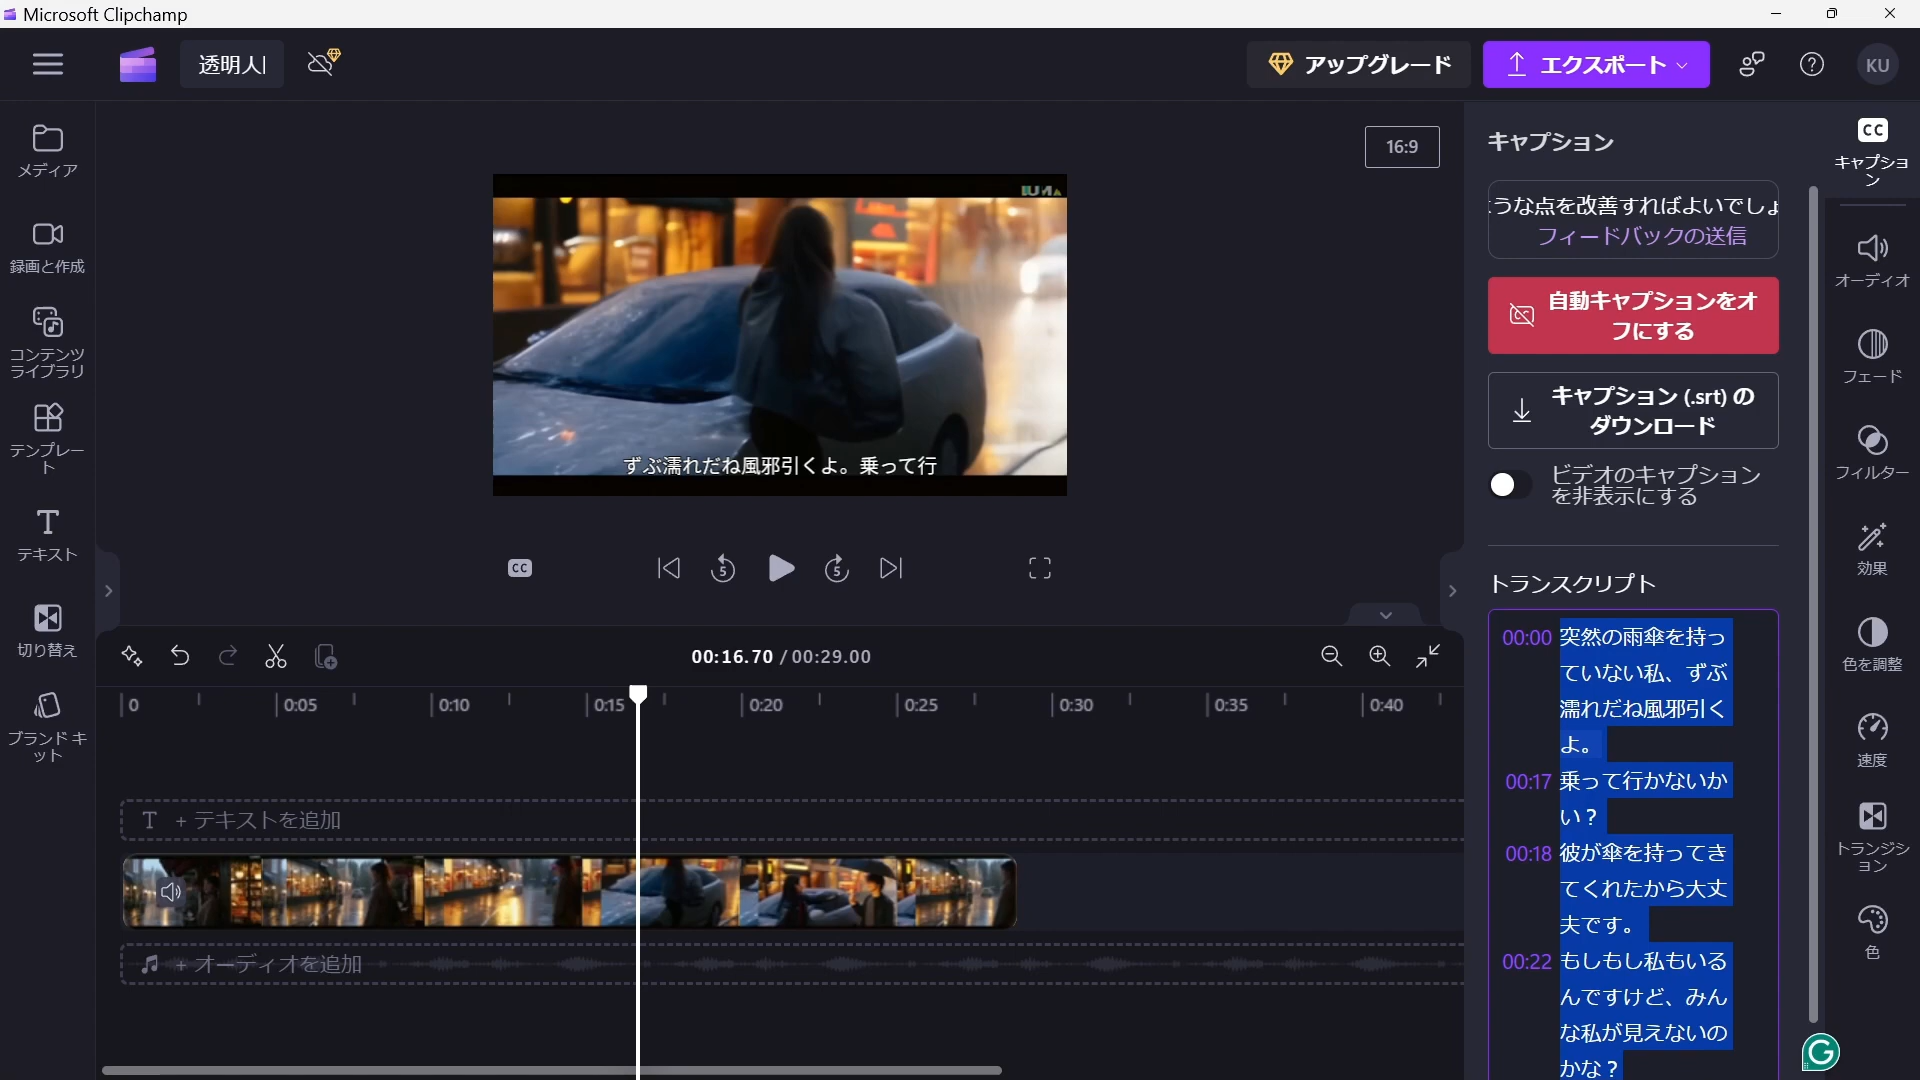 Microsoft Clipchamp
透明人
アップグレード
エクスポート
KU
メディア
録画と作成
コンテンツ
ライブラリ
テンプレー
ト
テキスト
切り替え
ブランド キ
ット
16:9
ずぶ濡れだね風邪引くよ。乗って行
CC
5
5
00:16.70 / 00:29.00
0
0:05
0:10
0:15
0:20
0:25
0:30
0:35
0:40
T + テキストを追加
+ オーディオを追加
キャプション
うな点を改善すればよいでしょ
フィードバックの送信
自動キャプションをオ
フにする
キャプション (.srt) の
ダウンロード
ビデオのキャプション
を非表示にする
トランスクリプト
00:00 突然の雨傘を持っ
ていない私、ずぶ
濡れだね風邪引く
よ。
00:17 乗って行かないか
い？
00:18 彼が傘を持ってき
てくれたから大丈
夫です。
00:22 もしもし私もいる
んですけど、みん
な私が見えないの
かな？
CC
キャプショ
ン
オーディオ
フェード
フィルター
効果
色を調整
速度
トランジシ
ョン
色